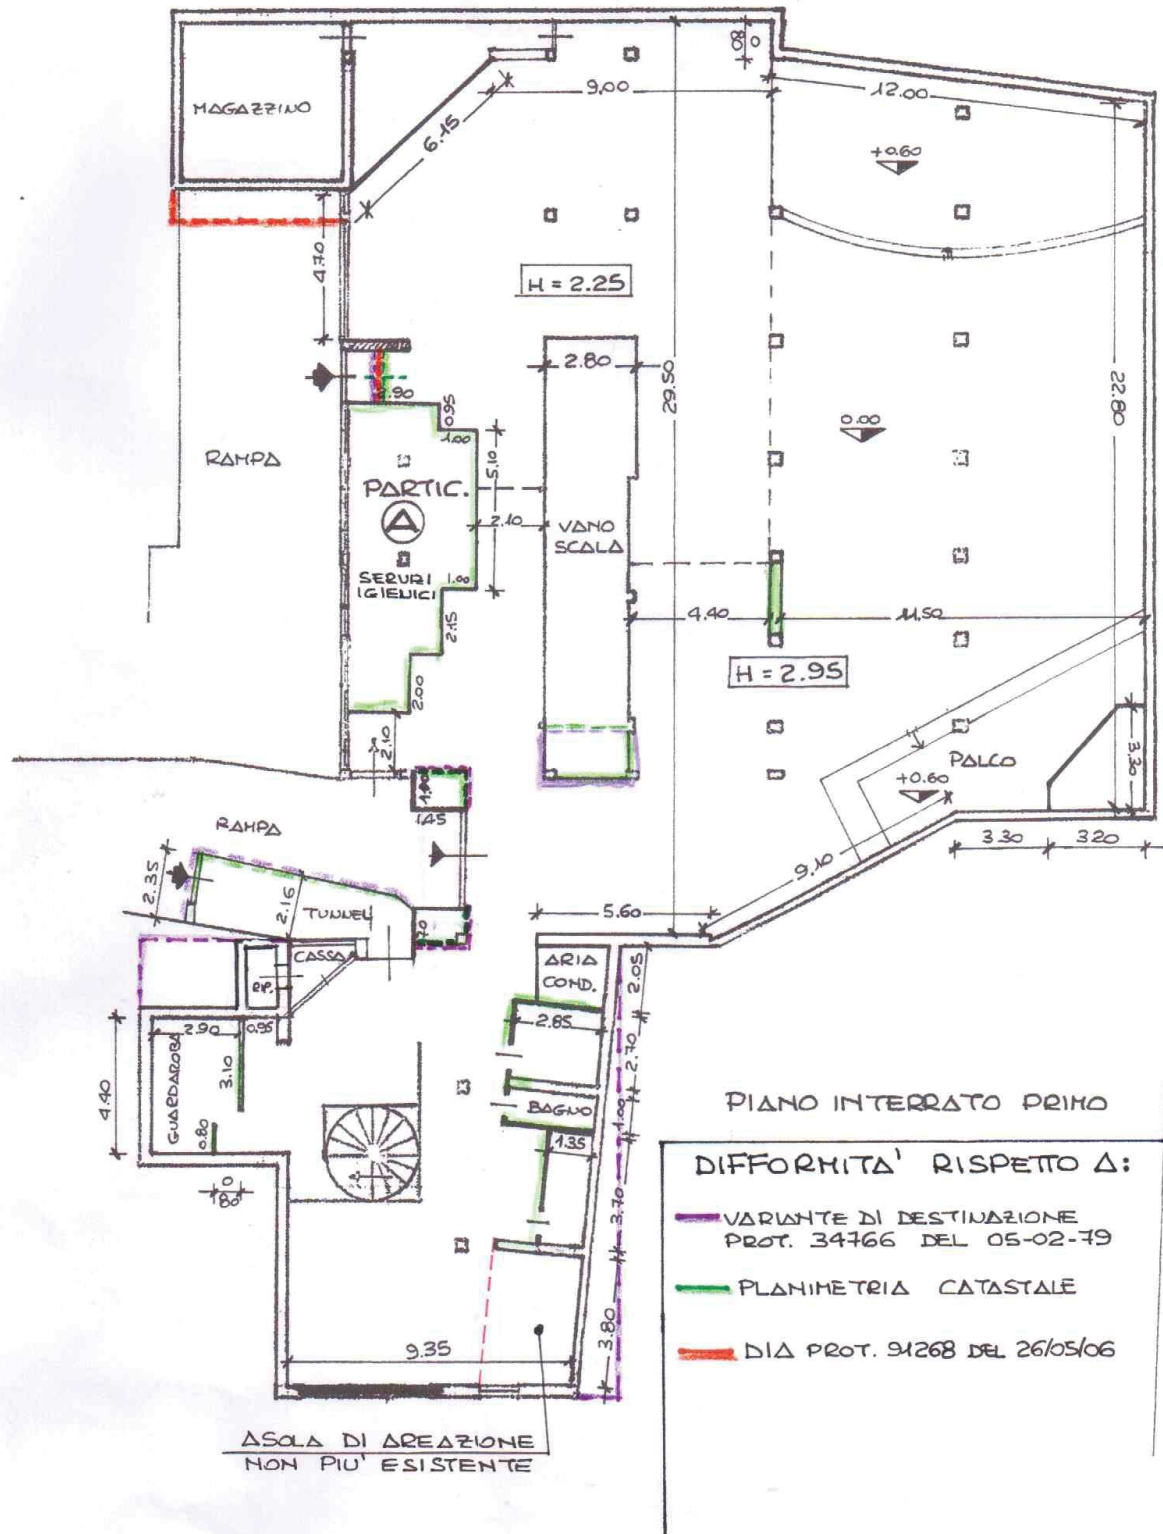 0
80
9.00
12.00
MAGAZZINO
6.15
+0.60
4.70
H = 2.25
2.80
29.50
22.80
.90
0.95
1.00
0.00
RAMPA
5.10
PARTIC.
A
2.10
VANO
SCALA
SERVIZI
IGIENICI
1.00
2.15
4.40
11.50
H = 2.95
2.00
2.10
PALCO
3.30
+0.60
1.45
RAMPA
3.30
3.20
9.10
2.35
2.16
TUNNEL
5.60
CASSA
ARIA
COND.
2.05
RIP.
2.85
2.90
0.95
2.70
GUARDAROBA
3.10
4.40
BAGNO
1.00
PIANO INTERRATO PRIMO
0.80
1.35
DIFFORMITA' RISPETTO A:
0
80
3.70
VARIANTE DI DESTINAZIONE
PROT. 34766 DEL 05-02-79
PLANIMETRIA CATASTALE
3.80
9.35
DIA PROT. 91268 DEL 26/05/06
ASOLA DI AREAZIONE
NON PIU' ESISTENTE